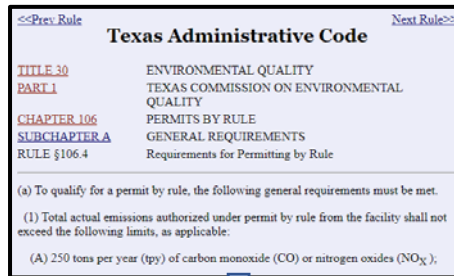 <<Prev Rule Next Rule>>
Texas Administrative Code
TITLE 30 ENVIRONMENTAL QUALITY
PART 1 TEXAS COMMISSION ON ENVIRONMENTAL
QUALITY
CHAPTER 106 PERMITS BY RULE
SUBCHAPTER A GENERAL REQUIREMENTS
RULE §106.4 Requirements for Permitting by Rule
(a) To qualify for a permit by rule, the following general requirements must be met.
(1) Total actual emissions authorized under permit by rule from the facility shall not
exceed the following limits, as applicable:
(A) 250 tons per year (tpy) of carbon monoxide (CO) or nitrogen oxides (NOX);